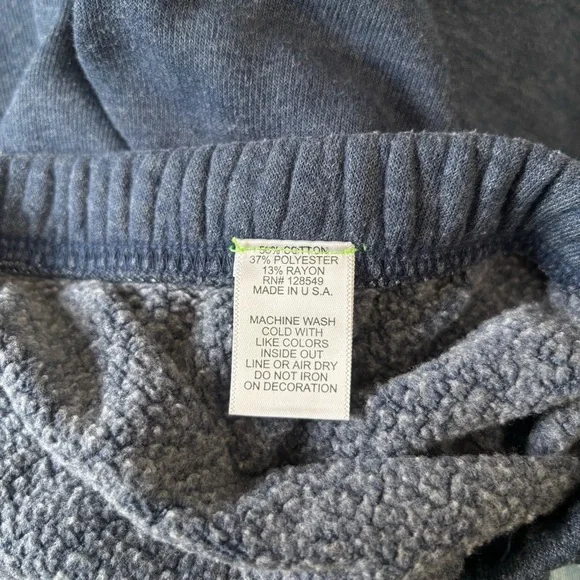 50% COTTON
37% POLYESTER
13% RAYON
RN# 128549
MADE IN U.S.A.
MACHINE WASH
COLD WITH
LIKE COLORS
INSIDE OUT
LINE OR AIR DRY
DO NOT IRON
ON DECORATION